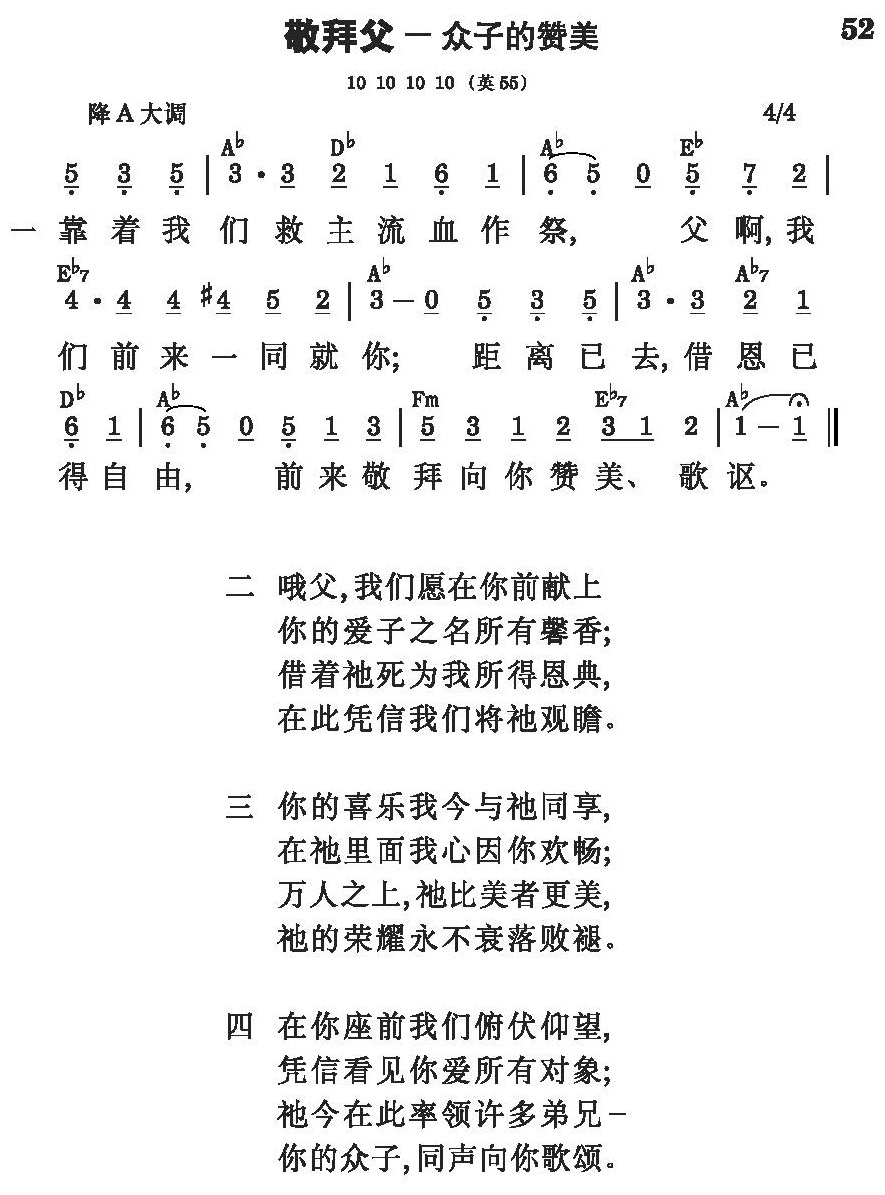 敬拜父－众子的赞美 52
10 10 10 10（英55）
降A大调 4/4
A♭ D♭ A♭ E♭
5 3 5 | 3 · 3 2 1 6 1 | 6 5 0 5 7 2 |
一 靠着我们救主流血作祭, 父啊,我
E♭7 A♭ A♭ A♭7
4 · 4 4 #4 5 2 | 3 – 0 5 3 5 | 3 · 3 2 1
们前来一同就你; 距离已去,借恩已
D♭ A♭ Fm E♭7 A♭
6 1 | 6 5 0 5 1 3 | 5 3 1 2 3 1 2 | 1 – 1 ‖
得自由, 前来敬拜向你赞美、歌讴。
二 哦父,我们愿在你前献上
你的爱子之名所有馨香;
借着祂死为我所得恩典,
在此凭信我们将祂观瞻。
三 你的喜乐我今与祂同享,
在祂里面我心因你欢畅;
万人之上,祂比美者更美,
祂的荣耀永不衰落败褪。
四 在你座前我们俯伏仰望,
凭信看见你爱所有对象;
祂今在此率领许多弟兄－
你的众子,同声向你歌颂。